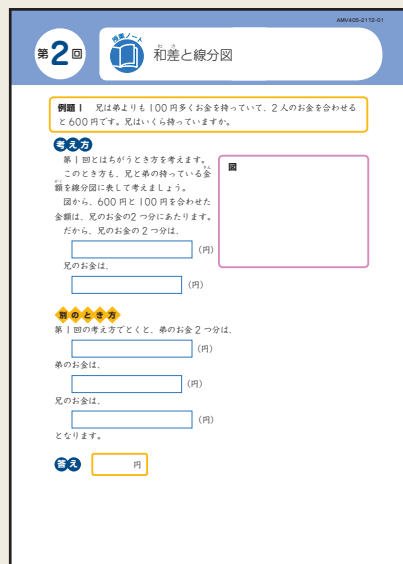 AMV405-2112-01
第2回
授業ノート
わ さ
和差と線分図
例題1 兄は弟よりも100円多くお金を持っていて、2人のお金を合わせる
と600円です。兄はいくら持っていますか。
考え方
第1回とはちがうとき方を考えます。
このとき方も、兄と弟の持っている金
額を線分図に表して考えましょう。
図から、600円と100円を合わせた
金額は、兄のお金の2つ分にあたります。
だから、兄のお金の2つ分は、
(円)
兄のお金は、
(円)
図
別のとき方
第1回の考え方でとくと、弟のお金2つ分は、
(円)
弟のお金は、
(円)
兄のお金は、
(円)
となります。
答え
円